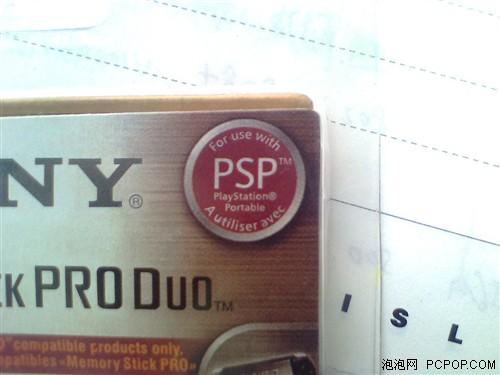 For use with
PSP™
PlayStation®
Portable
A utiliser avec
NY®
CK PRO DUO™
compatible products only.
mpatibles «Memory Stick PRO»
I S L
泡泡网 PCPOP.COM